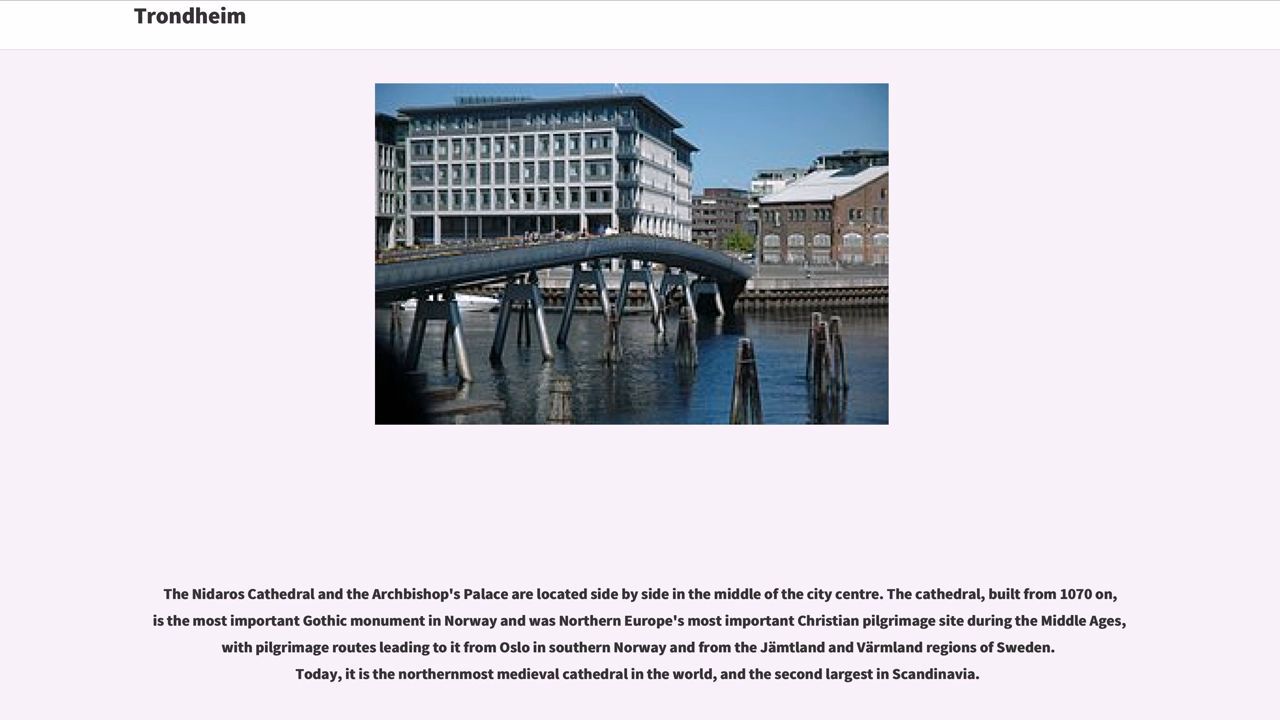 Trondheim
The Nidaros Cathedral and the Archbishop's Palace are located side by side in the middle of the city centre. The cathedral, built from 1070 on,
is the most important Gothic monument in Norway and was Northern Europe's most important Christian pilgrimage site during the Middle Ages,
with pilgrimage routes leading to it from Oslo in southern Norway and from the Jämtland and Värmland regions of Sweden.
Today, it is the northernmost medieval cathedral in the world, and the second largest in Scandinavia.